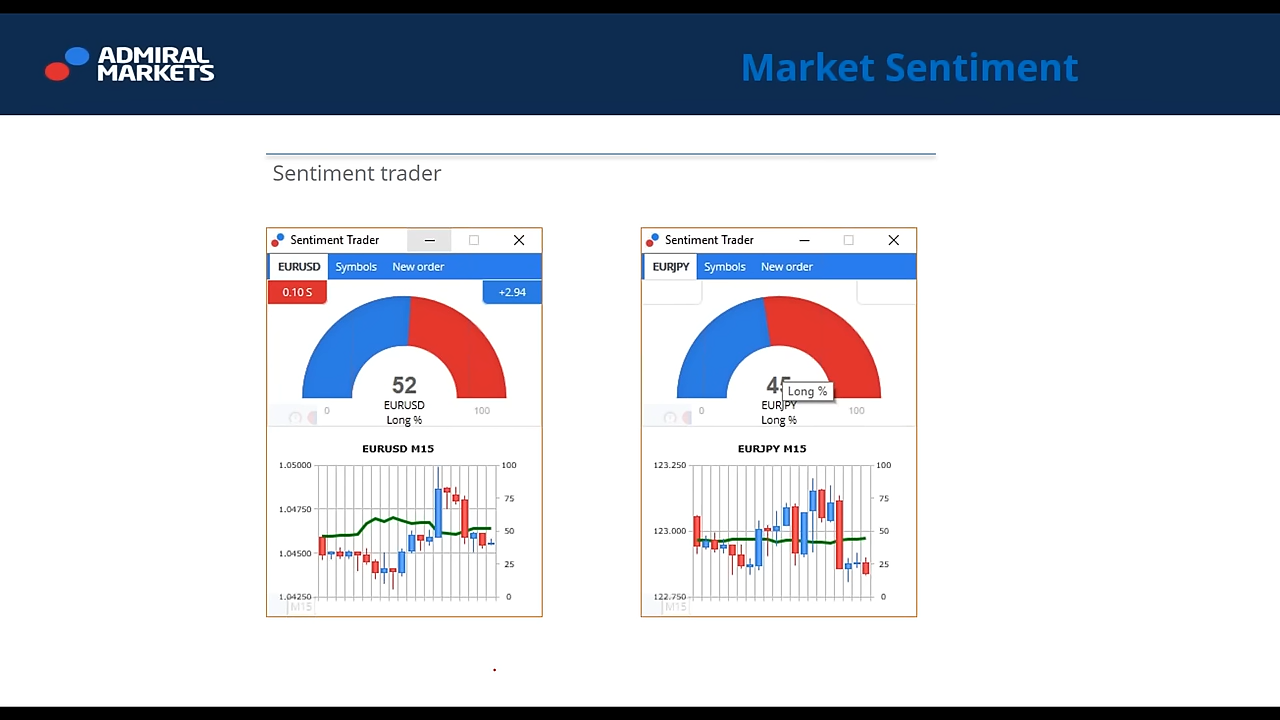 ADMIRAL
MARKETS
Market Sentiment
Sentiment trader
Sentiment Trader
EURUSD Symbols New order
0.10 S +2.94
52
0 EURUSD 100
Long %
EURUSD M15
1.05000 100
1.04750 75
50
1.04500
25
1.04250 0
M15
Sentiment Trader
EURJPY Symbols New order
45
Long %
0 EURJPY 100
Long %
EURJPY M15
123.250 100
75
123.000 50
25
122.750 0
M15